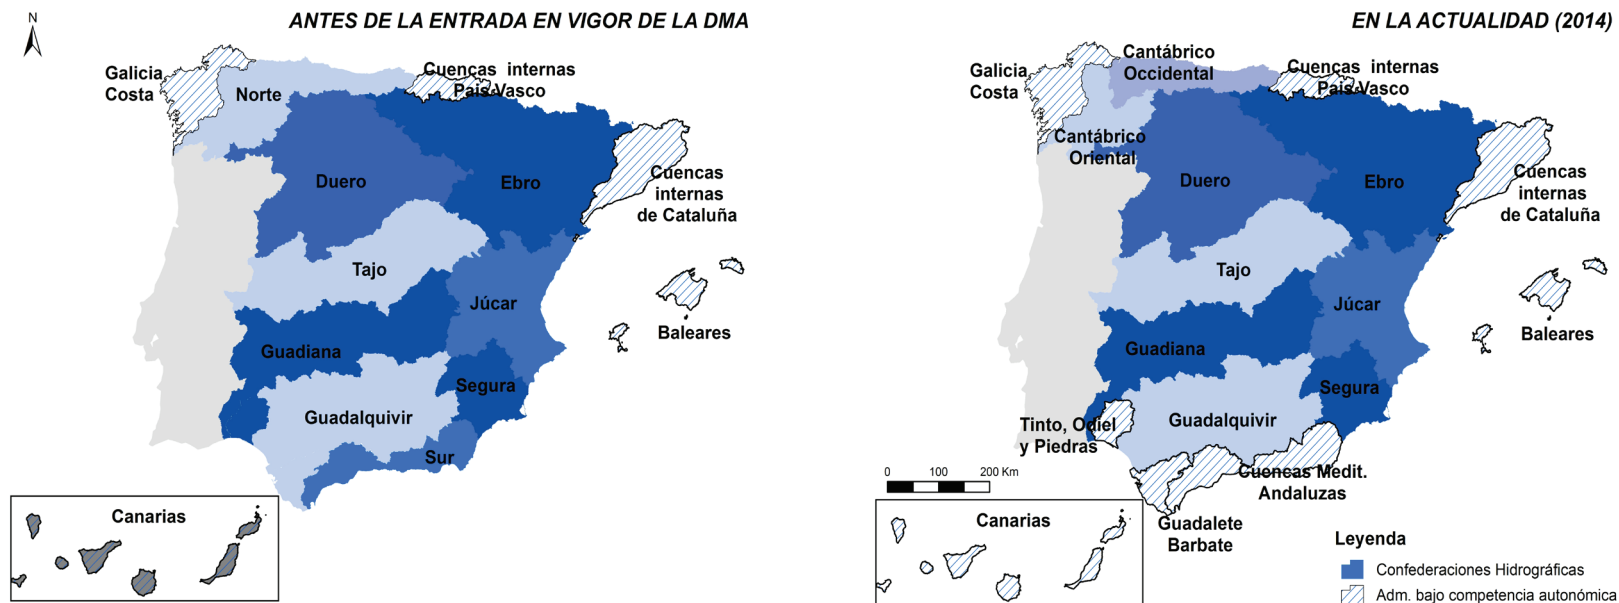 N
ANTES DE LA ENTRADA EN VIGOR DE LA DMA
Galicia
Costa
Norte
Cuencas internas
País Vasco
Duero
Ebro
Cuencas
internas
de Cataluña
Tajo
Júcar
Baleares
Guadiana
Segura
Guadalquivir
Sur
Canarias
EN LA ACTUALIDAD (2014)
Galicia
Costa
Cantábrico
Occidental
Cuencas internas
País Vasco
Cantábrico
Oriental
Duero
Ebro
Cuencas
internas
de Cataluña
Tajo
Júcar
Baleares
Guadiana
Segura
Tinto, Odiel
y Piedras
Guadalquivir
Cuencas Medit.
Andaluzas
Guadalete
Barbate
0 100 200 Km
Canarias
Leyenda
Confederaciones Hidrográficas
Adm. bajo competencia autonómica